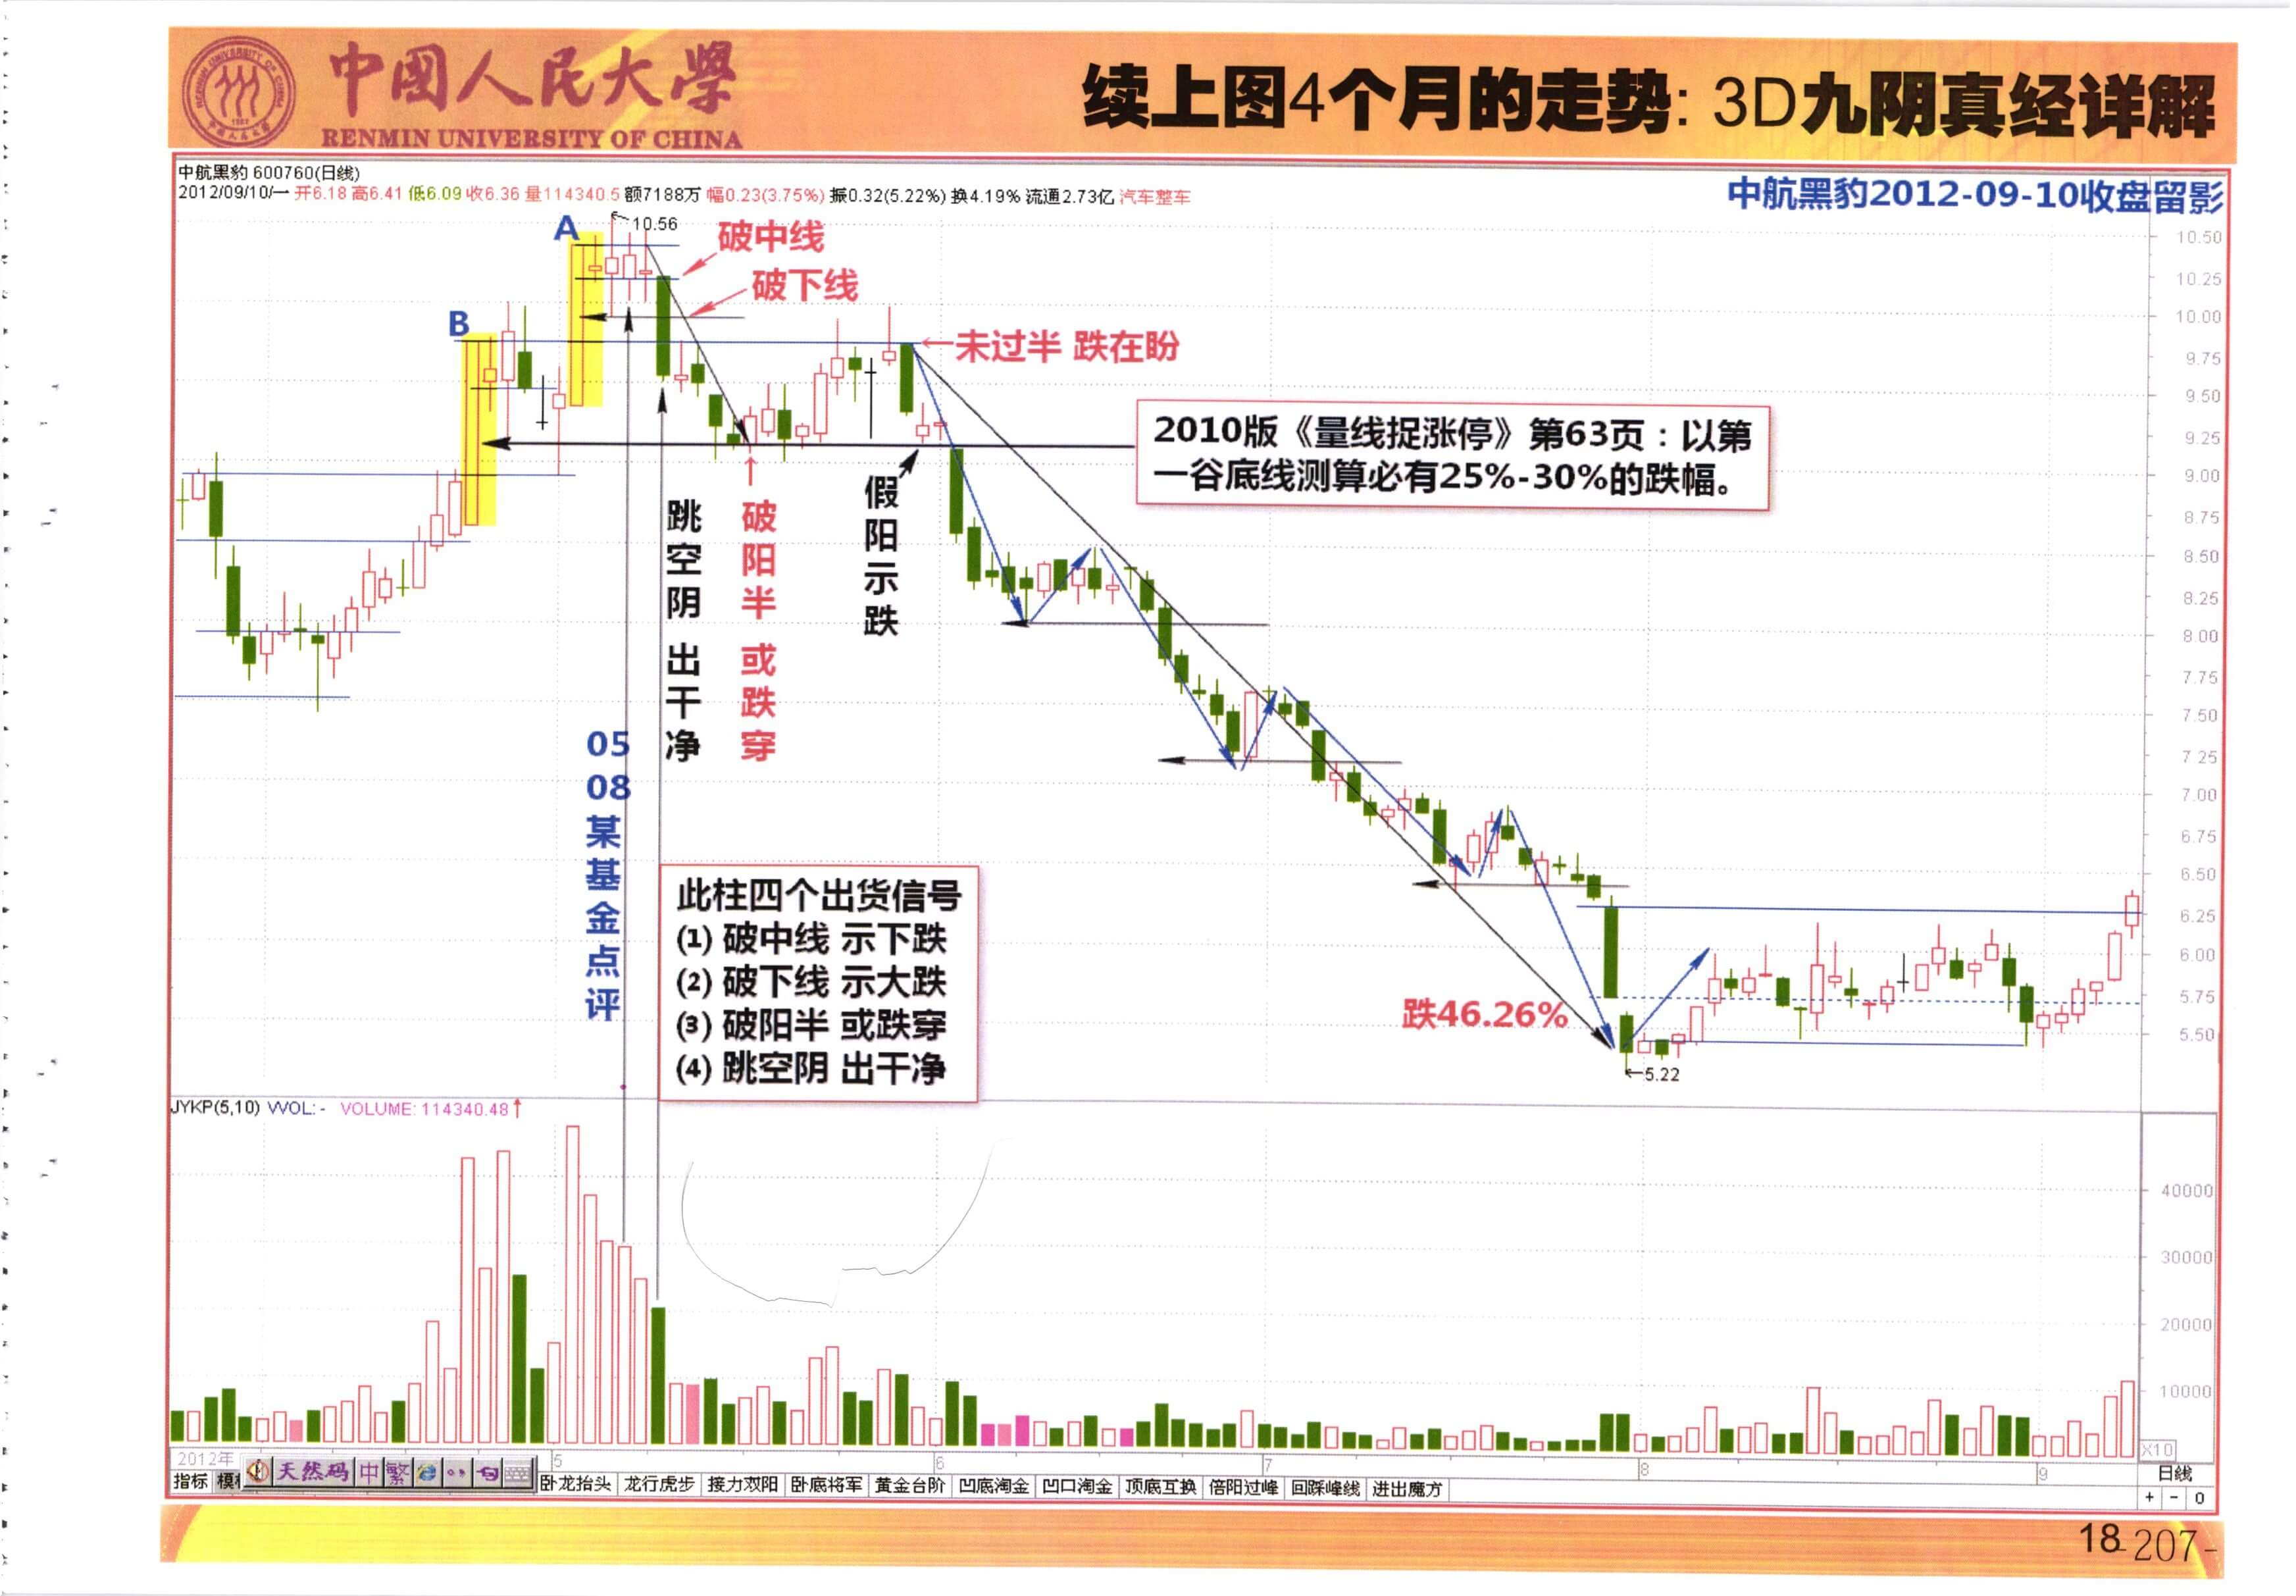 中國人民大學
RENMIN UNIVERSITY OF CHINA
续上图4个月的走势: 3D九阴真经详解
中航黑豹 600760(日线)
2012/09/10/一 开6.18 高6.41 低6.09 收6.36 量114340.5 额7188万 幅0.23(3.75%) 振0.32(5.22%) 换4.19% 流通2.73亿 汽车整车
中航黑豹2012-09-10收盘留影
A
10.56
破中线
破下线
B
←未过半 跌在盼
2010版《量线捉涨停》第63页：以第
一谷底线测算必有25%-30%的跌幅。
跳空阴 出干净
破阳半 或跌穿
假阳示跌
05
08
某基金点评
此柱四个出货信号
(1) 破中线 示下跌
(2) 破下线 示大跌
(3) 破阳半 或跌穿
(4) 跳空阴 出干净
跌46.26%
←5.22
10.50
10.25
10.00
9.75
9.50
9.25
9.00
8.75
8.50
8.25
8.00
7.75
7.50
7.25
7.00
6.75
6.50
6.25
6.00
5.75
5.50
JYKP(5,10) VVOL: - VOLUME: 114340.48↑
40000
30000
20000
10000
X10
2012年
5
6
7
8
9
日线
指标
天然码 中 繁
卧龙抬头 龙行虎步 接力双阳 卧底将军 黄金台阶 凹底淘金 凹口淘金 顶底互换 倍阳过峰 回踩峰线 进出魔方
+ - 0
18
-207-